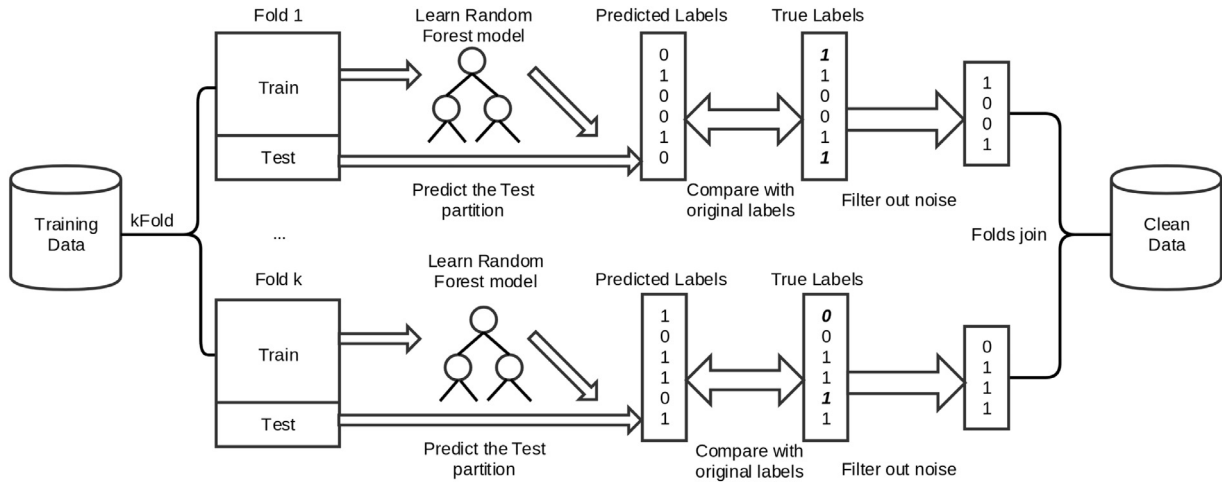 Fold 1
Learn Random
Forest model
Predicted Labels
True Labels
Train
Test
0
1
0
0
1
0
1
1
0
0
1
1
1
0
0
1
Predict the Test
partition
Compare with
original labels
Filter out noise
Training
Data
kFold
...
Folds join
Clean
Data
Fold k
Learn Random
Forest model
Predicted Labels
True Labels
Train
Test
1
0
1
1
0
1
0
0
1
1
1
1
0
1
1
1
Predict the Test
partition
Compare with
original labels
Filter out noise